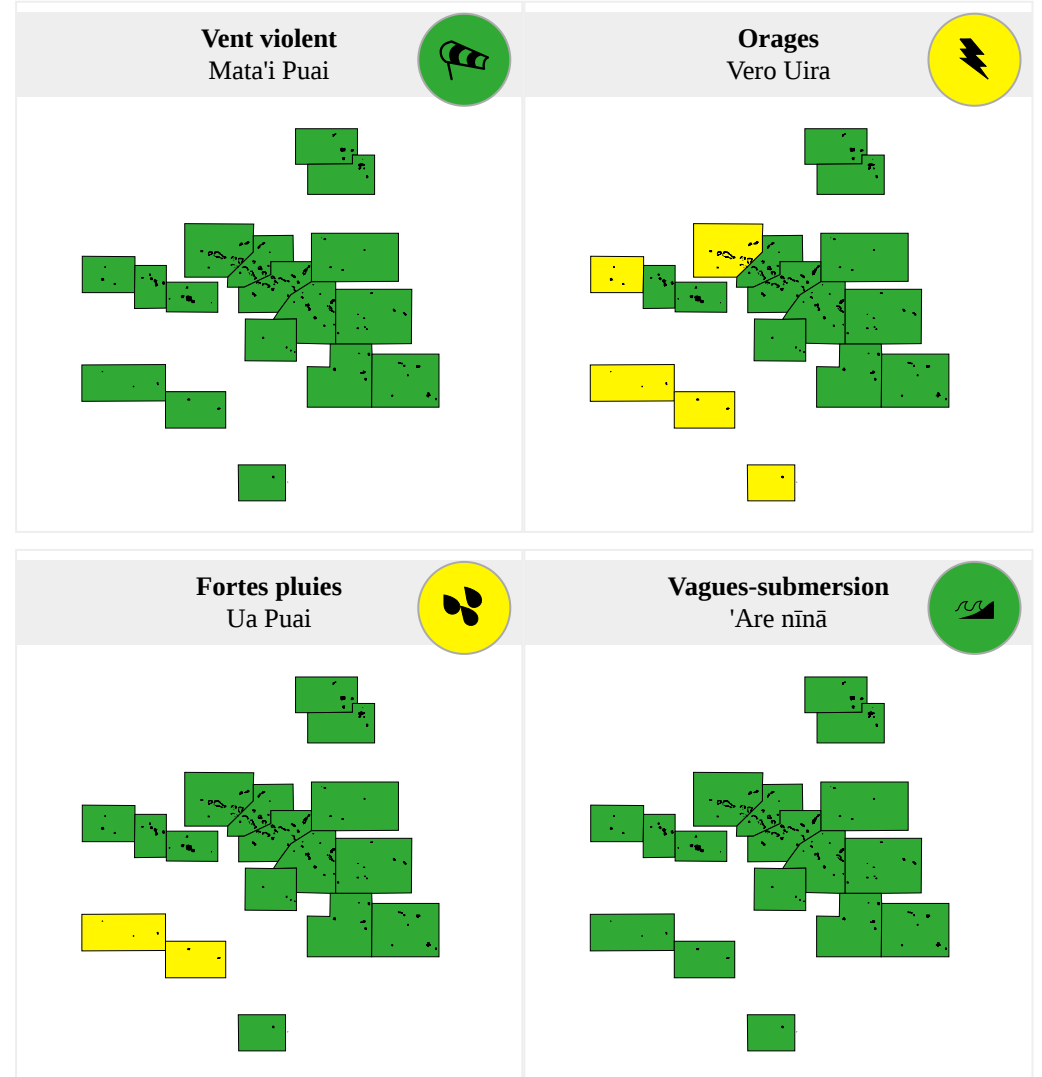 Vent violent
Mata'i Puai
Orages
Vero Uira
Fortes pluies
Ua Puai
Vagues-submersion
'Are nīnā